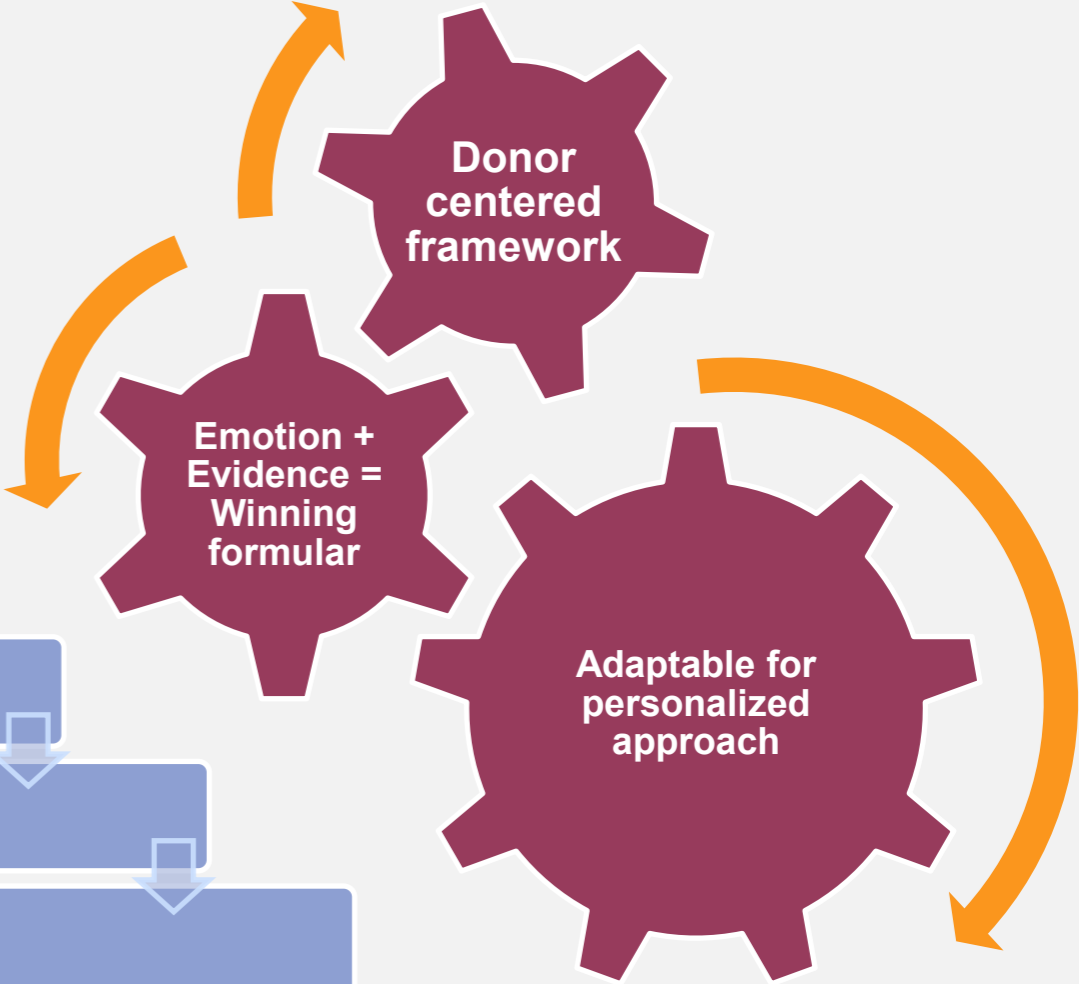 Donor
centered
framework
Emotion +
Evidence =
Winning
formular
Adaptable for
personalized
approach